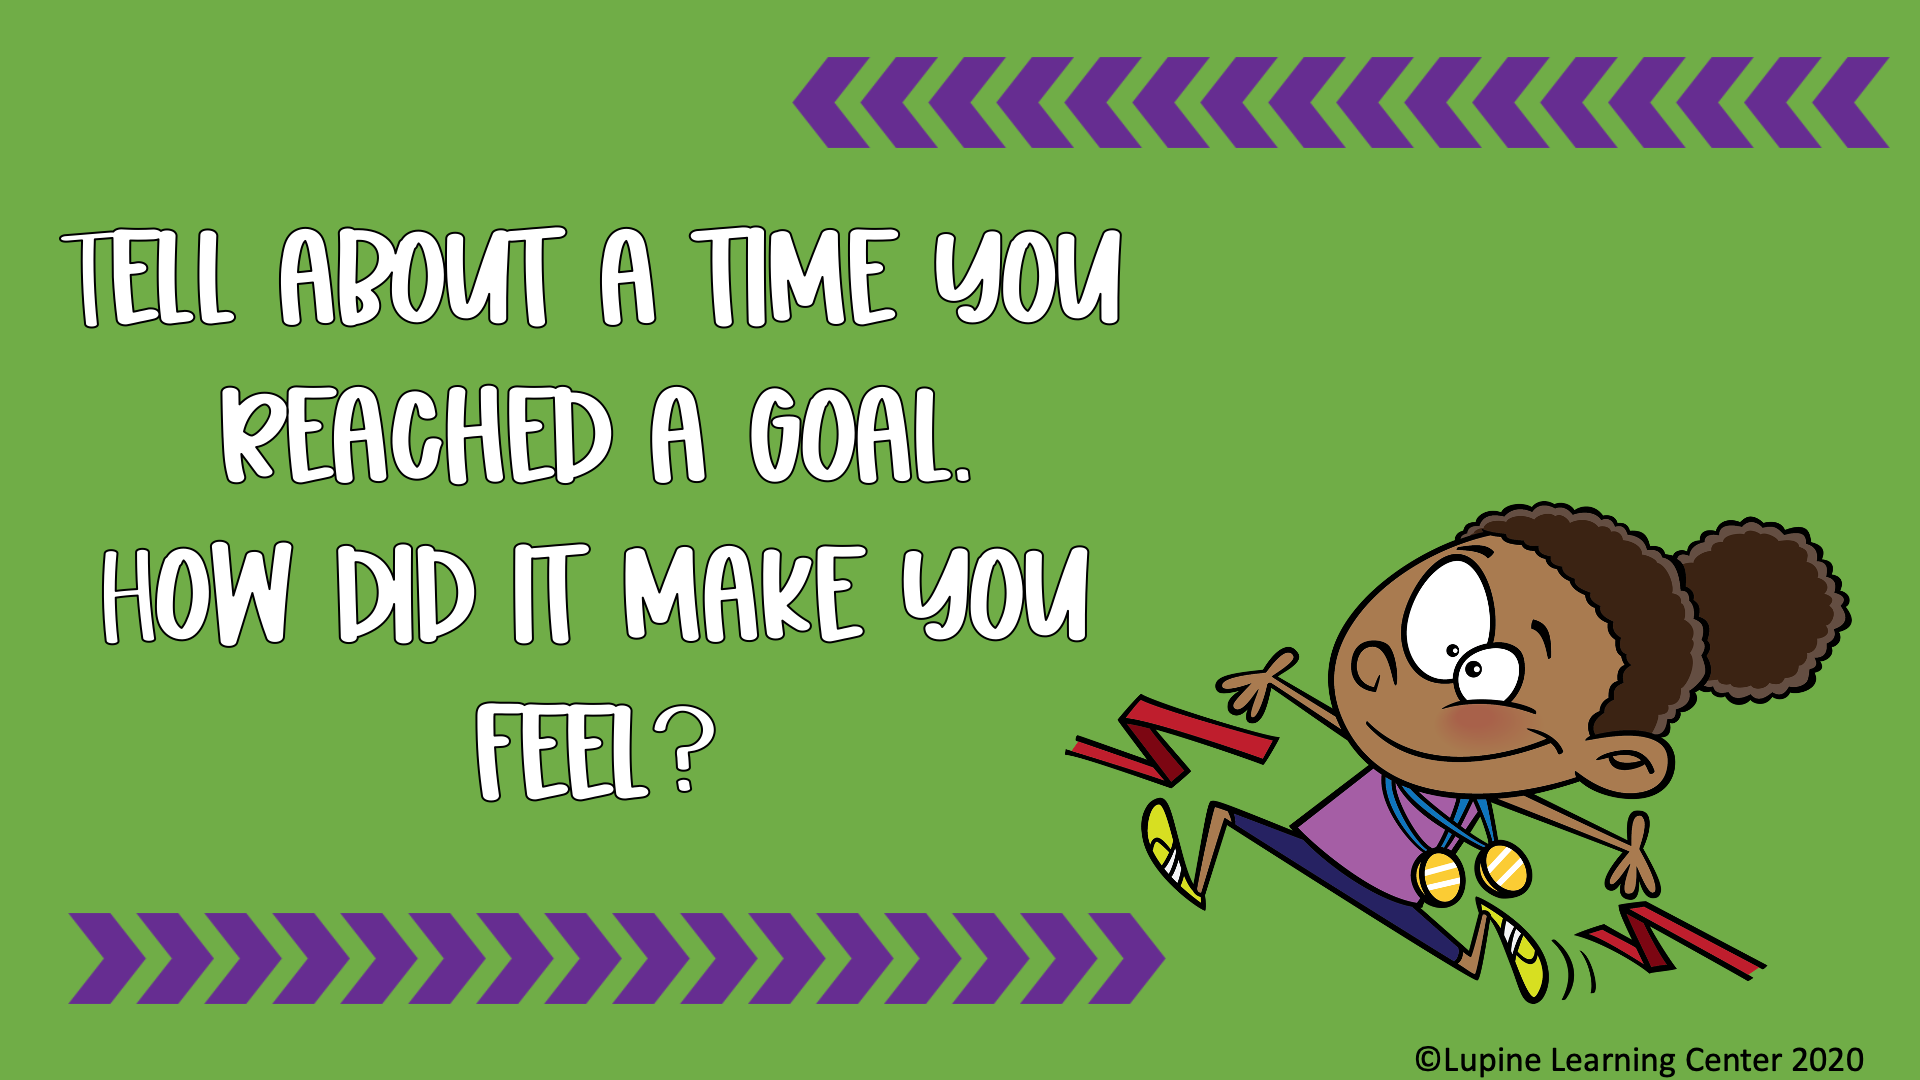 TELL ABOUT A TIME YOU
REACHED A GOAL.
HOW DID IT MAKE YOU
FEEL?
©Lupine Learning Center 2020